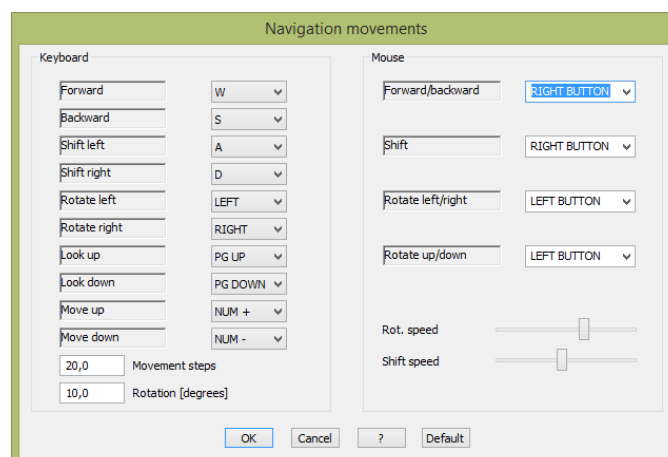 Navigation movements
Keyboard
Forward W
Backward S
Shift left A
Shift right D
Rotate left LEFT
Rotate right RIGHT
Look up PG UP
Look down PG DOWN
Move up NUM +
Move down NUM -
20,0 Movement steps
10,0 Rotation [degrees]
Mouse
Forward/backward RIGHT BUTTON
Shift RIGHT BUTTON
Rotate left/right LEFT BUTTON
Rotate up/down LEFT BUTTON
Rot. speed
Shift speed
OK Cancel ? Default